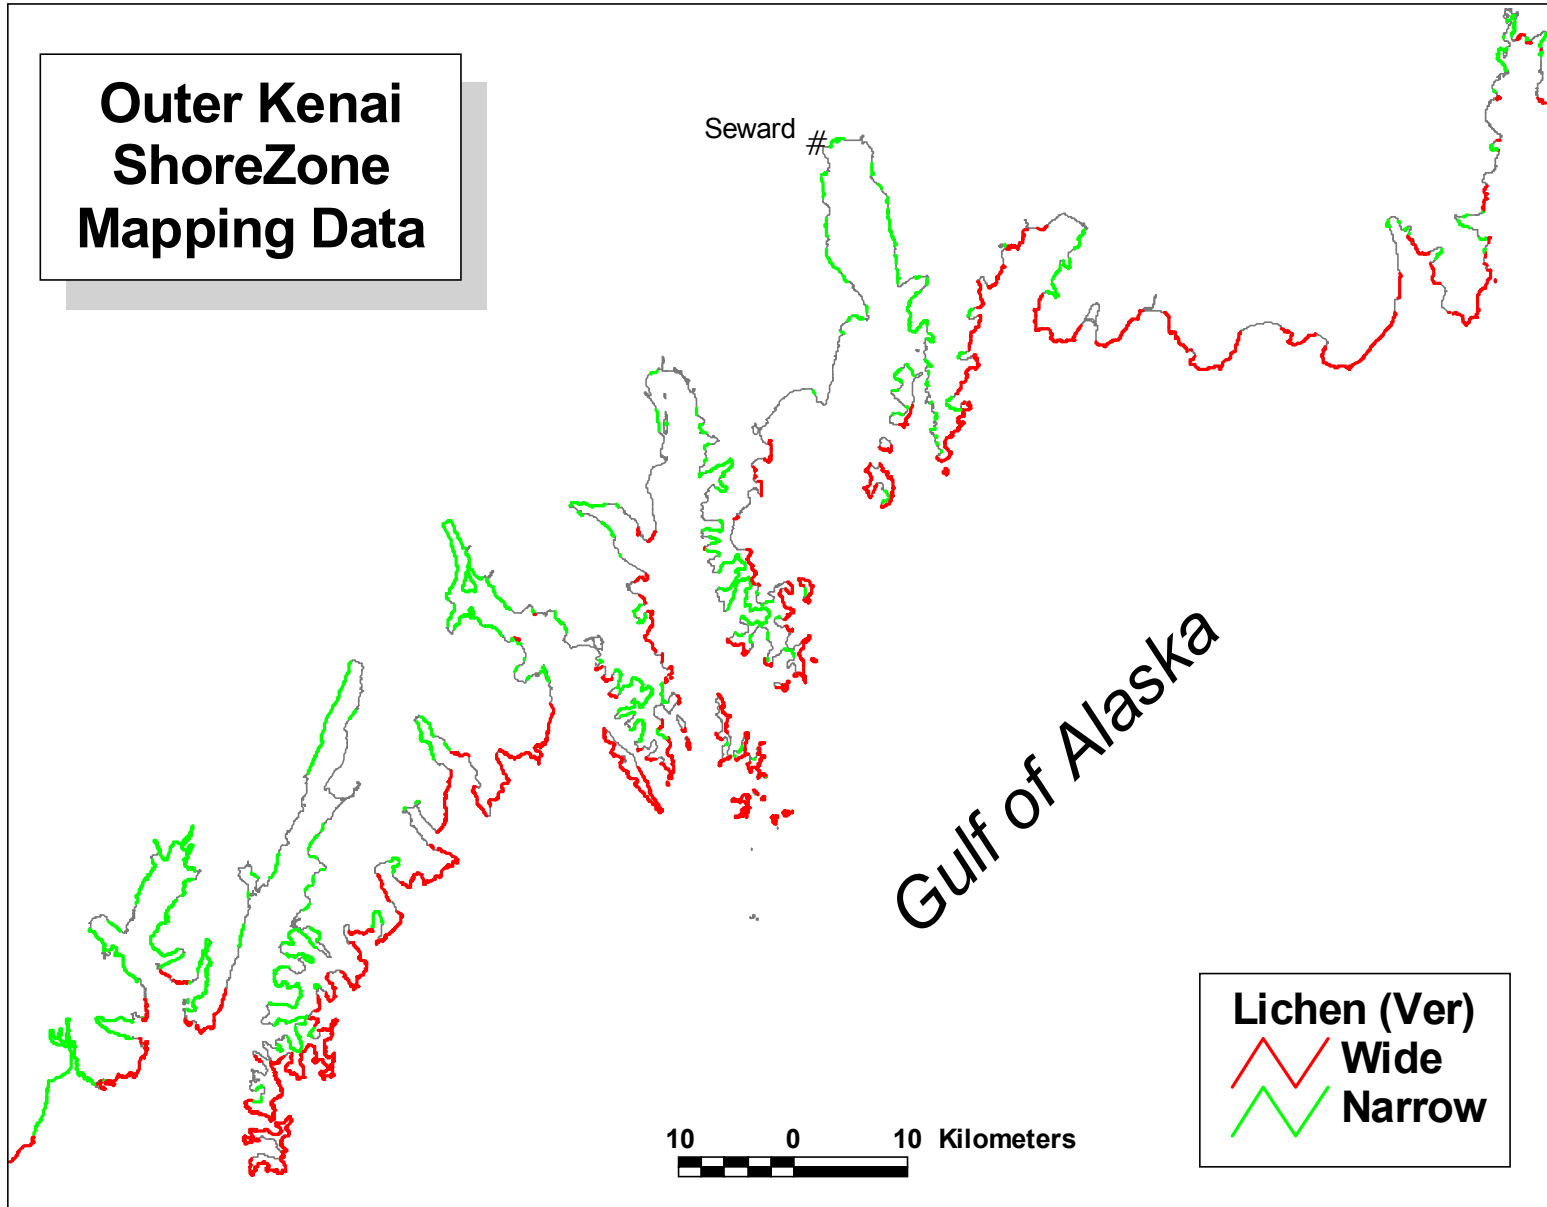 Outer Kenai
ShoreZone
Mapping Data
Seward #
Gulf of Alaska
Lichen (Ver)
Wide
Narrow
10 0 10 Kilometers